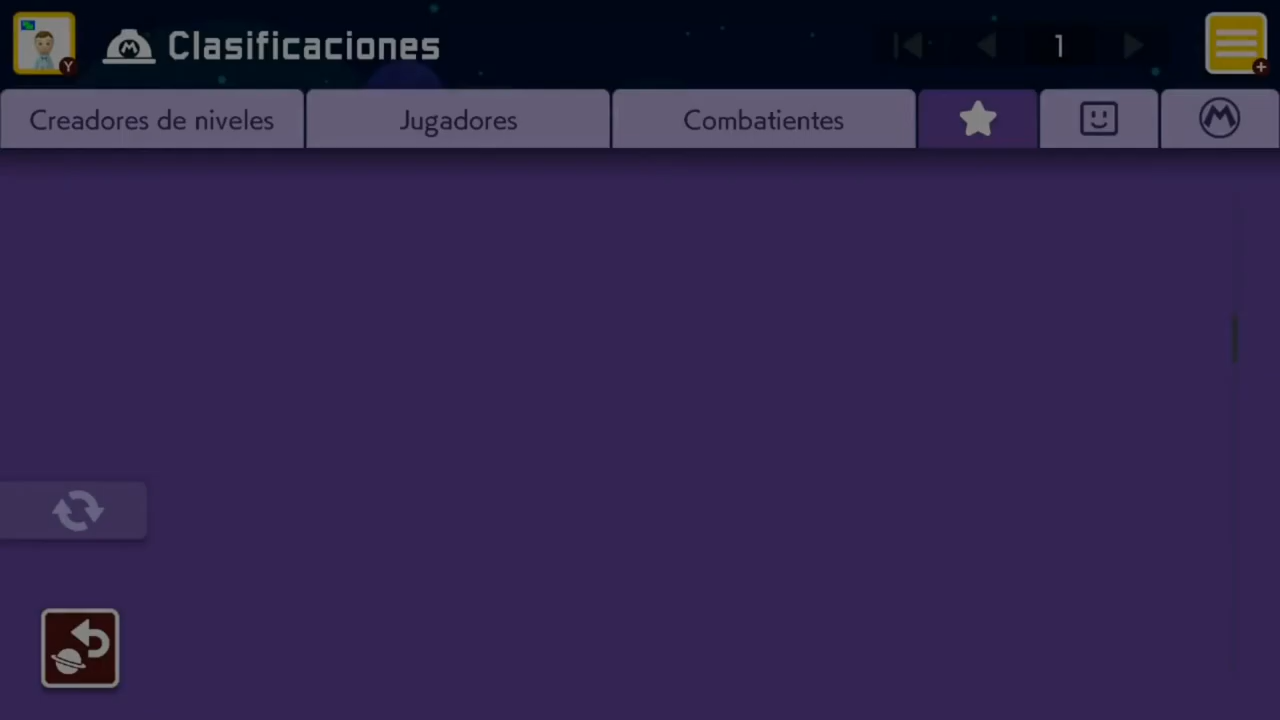 Clasificaciones
1
Y
+
Creadores de niveles
Jugadores
Combatientes
M